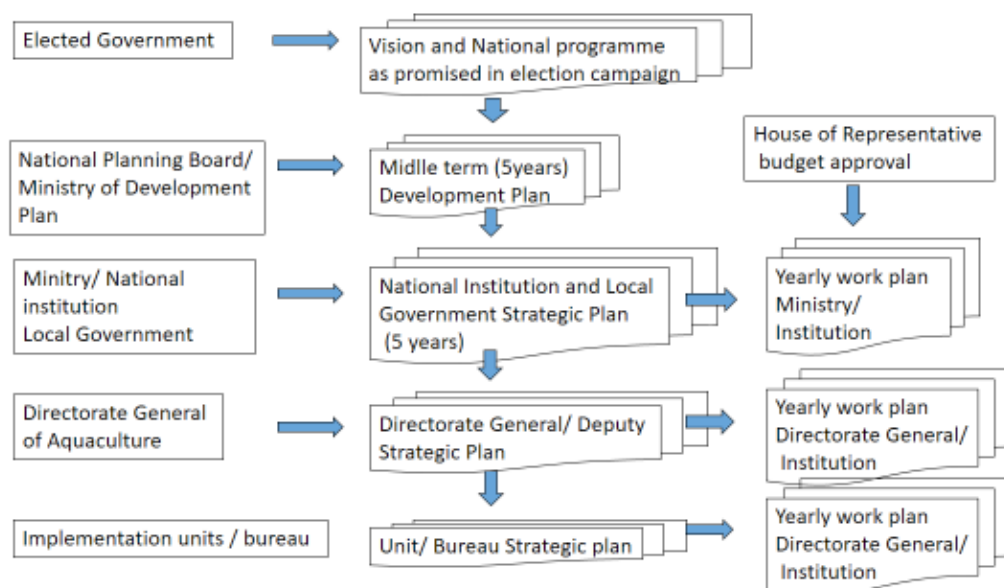 Elected Government
Vision and National programme
as promised in election campaign
National Planning Board/
Ministry of Development
Plan
Midlle term (5years)
Development Plan
House of Representative
budget approval
Minitry/ National
institution
Local Government
National Institution and Local
Government Strategic Plan
(5 years)
Yearly work plan
Ministry/
Institution
Directorate General
of Aquaculture
Directorate General/ Deputy
Strategic Plan
Yearly work plan
Directorate General/
Institution
Implementation units / bureau
Unit/ Bureau Strategic plan
Yearly work plan
Directorate General/
Institution